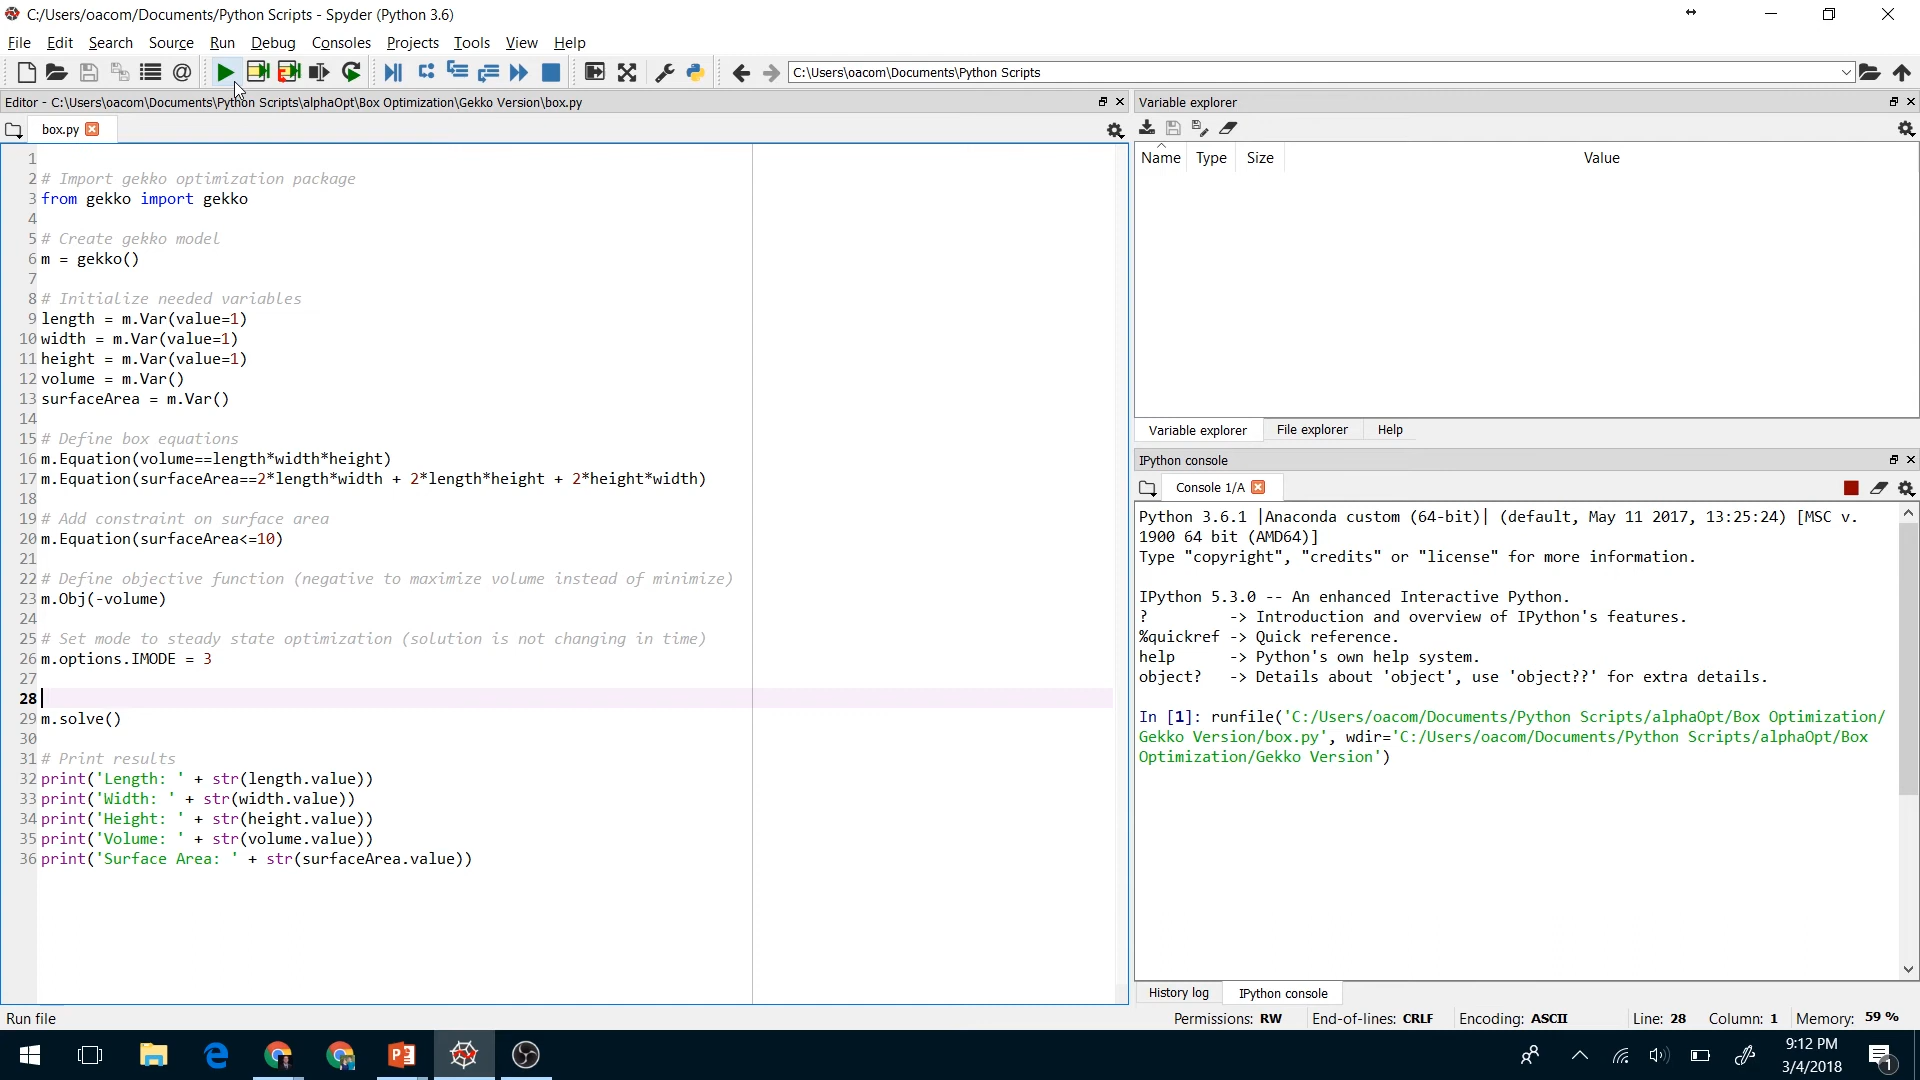 C:/Users/oacom/Documents/Python Scripts - Spyder (Python 3.6)
File Edit Search Source Run Debug Consoles Projects Tools View Help
C:\Users\oacom\Documents\Python Scripts
Editor - C:\Users\oacom\Documents\Python Scripts\alphaOpt\Box Optimization\Gekko Version\box.py
box.py
1
2 # Import gekko optimization package
3 from gekko import gekko
4
5 # Create gekko model
6 m = gekko()
7
8 # Initialize needed variables
9 length = m.Var(value=1)
10 width = m.Var(value=1)
11 height = m.Var(value=1)
12 volume = m.Var()
13 surfaceArea = m.Var()
14
15 # Define box equations
16 m.Equation(volume==length*width*height)
17 m.Equation(surfaceArea==2*length*width + 2*length*height + 2*height*width)
18
19 # Add constraint on surface area
20 m.Equation(surfaceArea<=10)
21
22 # Define objective function (negative to maximize volume instead of minimize)
23 m.Obj(-volume)
24
25 # Set mode to steady state optimization (solution is not changing in time)
26 m.options.IMODE = 3
27
28
29 m.solve()
30
31 # Print results
32 print('Length: ' + str(length.value))
33 print('Width: ' + str(width.value))
34 print('Height: ' + str(height.value))
35 print('Volume: ' + str(volume.value))
36 print('Surface Area: ' + str(surfaceArea.value))
Variable explorer
Name Type Size Value
Variable explorer File explorer Help
IPython console
Console 1/A
Python 3.6.1 |Anaconda custom (64-bit)| (default, May 11 2017, 13:25:24) [MSC v.
1900 64 bit (AMD64)]
Type "copyright", "credits" or "license" for more information.
IPython 5.3.0 -- An enhanced Interactive Python.
? -> Introduction and overview of IPython's features.
%quickref -> Quick reference.
help -> Python's own help system.
object? -> Details about 'object', use 'object??' for extra details.
In [1]: runfile('C:/Users/oacom/Documents/Python Scripts/alphaOpt/Box Optimization/
Gekko Version/box.py', wdir='C:/Users/oacom/Documents/Python Scripts/alphaOpt/Box
Optimization/Gekko Version')
History log IPython console
Run file
Permissions: RW End-of-lines: CRLF Encoding: ASCII Line: 28 Column: 1 Memory: 59 %
9:12 PM
3/4/2018
1